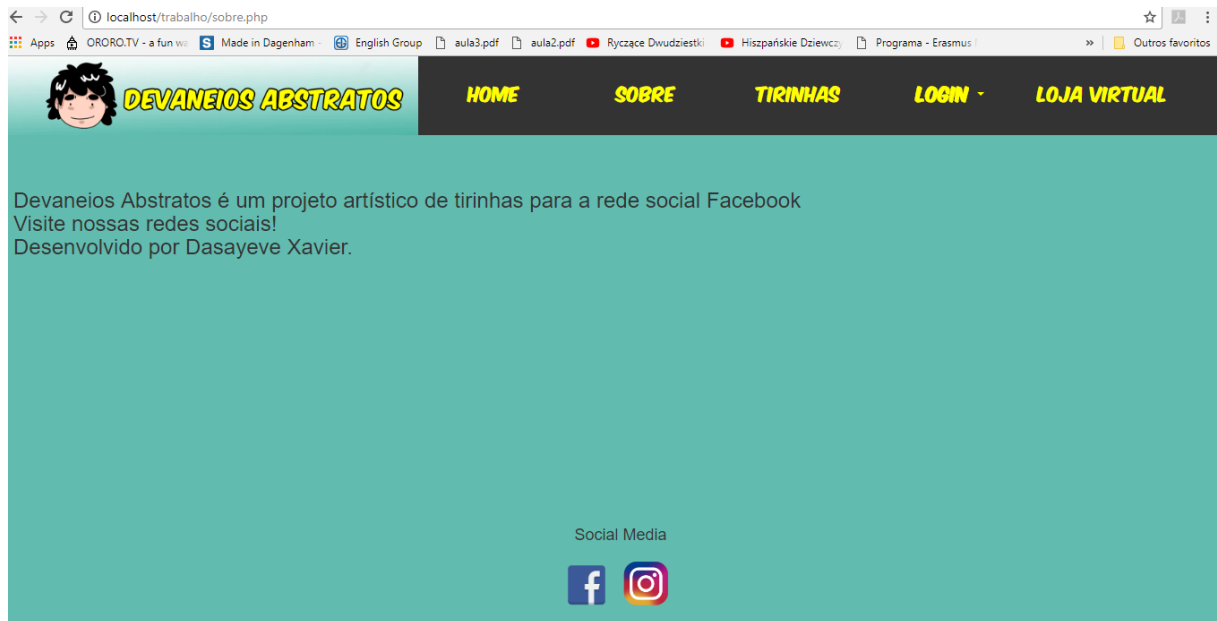 localhost/trabalho/sobre.php
Apps ORORO.TV - a fun wa Made in Dagenham - English Group aula3.pdf aula2.pdf Ryczące Dwudziestki Hiszpańskie Dziewczy Programa - Erasmus » Outros favoritos
DEVANEIOS ABSTRATOS HOME SOBRE TIRINHAS LOGIN LOJA VIRTUAL
Devaneios Abstratos é um projeto artístico de tirinhas para a rede social Facebook
Visite nossas redes sociais!
Desenvolvido por Dasayeve Xavier.
Social Media